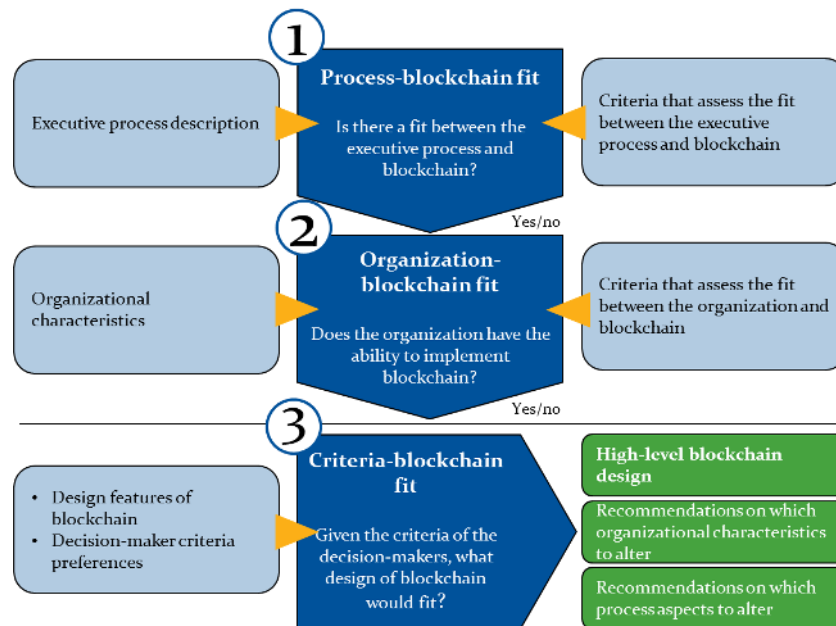 1
Process-blockchain fit
Executive process description
Is there a fit between the
executive process and
blockchain?
Criteria that assess the fit
between the executive
process and blockchain
Yes/no
2
Organization-
blockchain fit
Organizational
characteristics
Does the organization have the
ability to implement
blockchain?
Criteria that assess the fit
between the organization and
blockchain
Yes/no
3
Criteria-blockchain
fit
• Design features of
blockchain
• Decision-maker criteria
preferences
Given the criteria of the
decision-makers, what
design of blockchain
would fit?
High-level blockchain
design
Recommendations on which
organizational characteristics
to alter
Recommendations on which
process aspects to alter